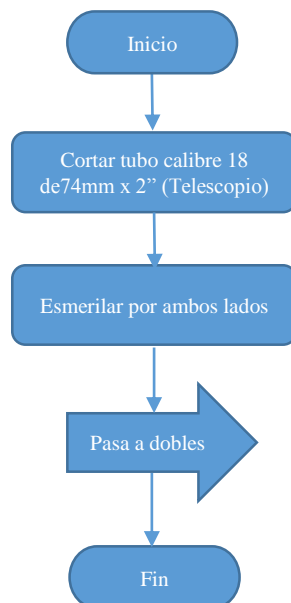 Inicio
Cortar tubo calibre 18
de74mm x 2” (Telescopio)
Esmerilar por ambos lados
Pasa a dobles
Fin